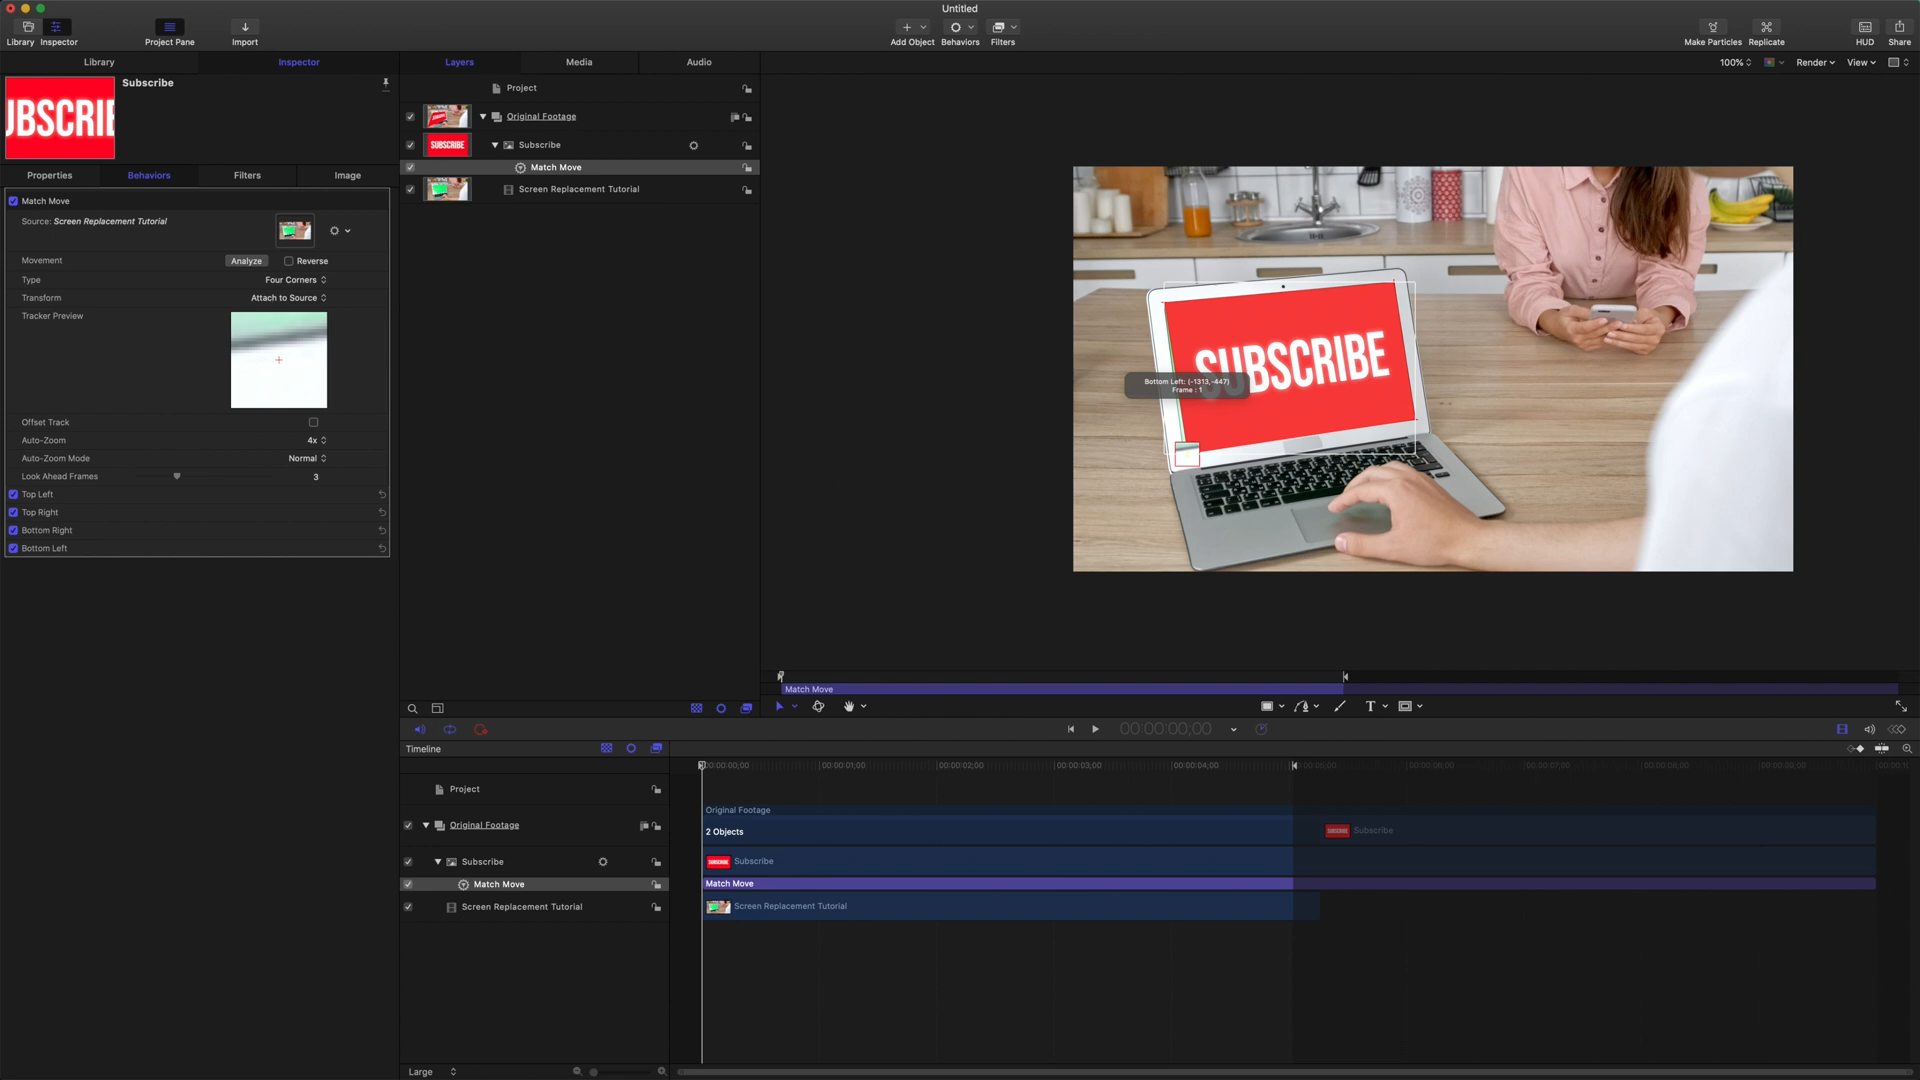 Untitled
Library
Inspector
Project Pane
Import
Add Object
Behaviors
Filters
Make Particles
Replicate
HUD
Share
Library
Inspector
Layers
Media
Audio
100%
Render
View
UBSCRIE
Subscribe
Properties
Behaviors
Filters
Image
Match Move
Source: Screen Replacement Tutorial
Movement
Analyze
Reverse
Type
Four Corners
Transform
Attach to Source
Tracker Preview
Offset Track
Auto-Zoom
4x
Auto-Zoom Mode
Normal
Look Ahead Frames
3
Top Left
Top Right
Bottom Right
Bottom Left
Project
Original Footage
SUBSCRIBE
Subscribe
Match Move
Screen Replacement Tutorial
SUBSCRIBE
Bottom Left: (-1313,-447)
Frame : 1
Match Move
T
00:00:00;00
Timeline
00:00:00;00
00:00:01;00
00:00:02;00
00:00:03;00
00:00:04;00
00:00:05;00
00:00:06;00
00:00:07;00
00:00:08;00
00:00:09;00
Project
Original Footage
Original Footage
2 Objects
SUBSCRIBE
Subscribe
Subscribe
SUBSCRIBE
Subscribe
Match Move
Match Move
Screen Replacement Tutorial
Screen Replacement Tutorial
Large